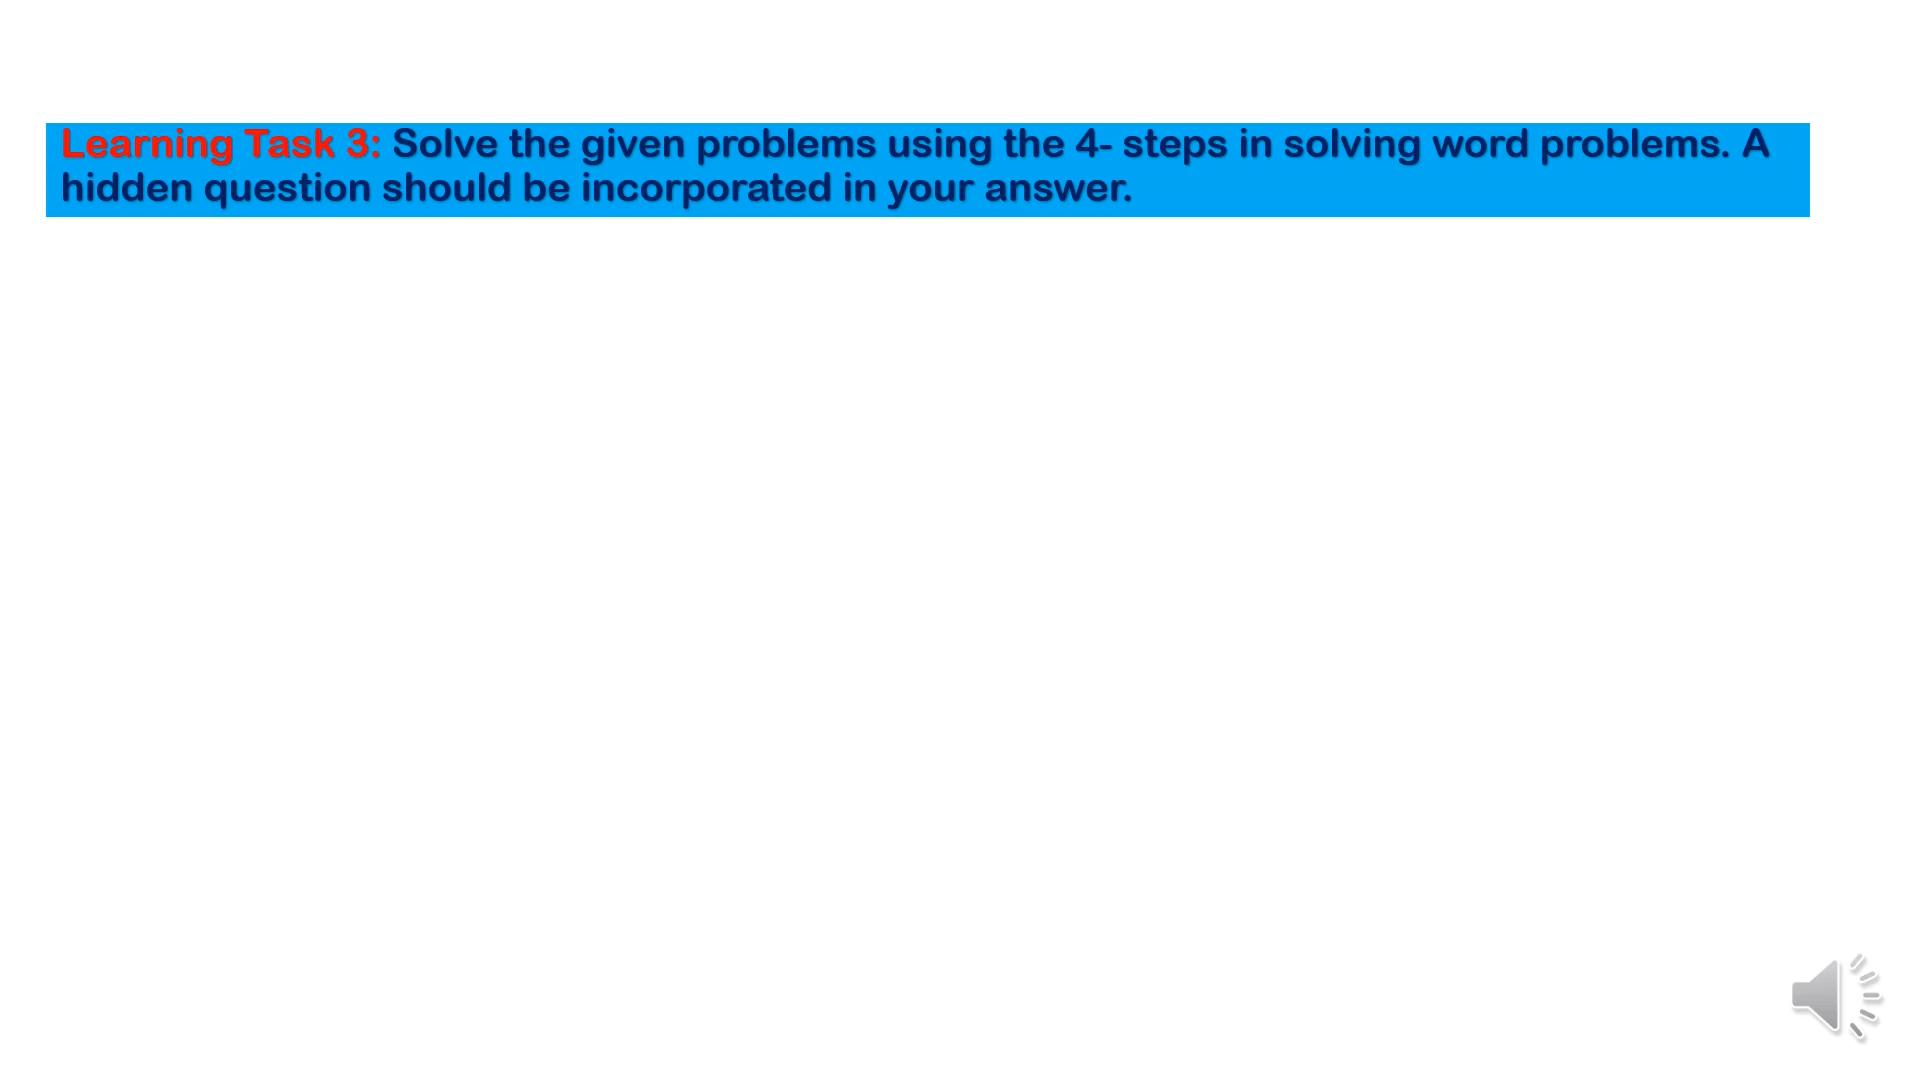 Learning Task 3: Solve the given problems using the 4- steps in solving word problems. A
hidden question should be incorporated in your answer.